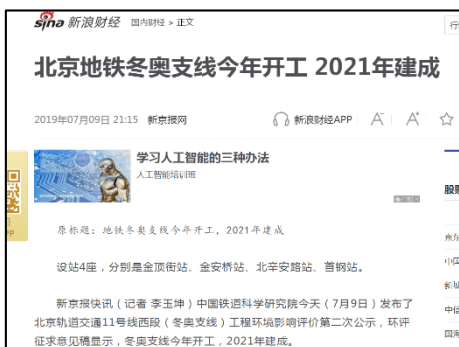 sina 新浪财经 国内财经 > 正文
北京地铁冬奥支线今年开工 2021年建成
2019年07月09日 21:15 新京报网
新浪财经APP A- A+
学习人工智能的三种办法
人工智能培训班
原标题：地铁冬奥支线今年开工，2021年建成
设站4座，分别是金顶街站、金安桥站、北辛安路站、首钢站。
新京报快讯（记者 李玉坤）中国铁道科学研究院今天（7月9日）发布了
北京轨道交通11号线西段（冬奥支线）工程环境影响评价第二次公示，环评
征求意见稿显示，冬奥支线今年开工，2021年建成。